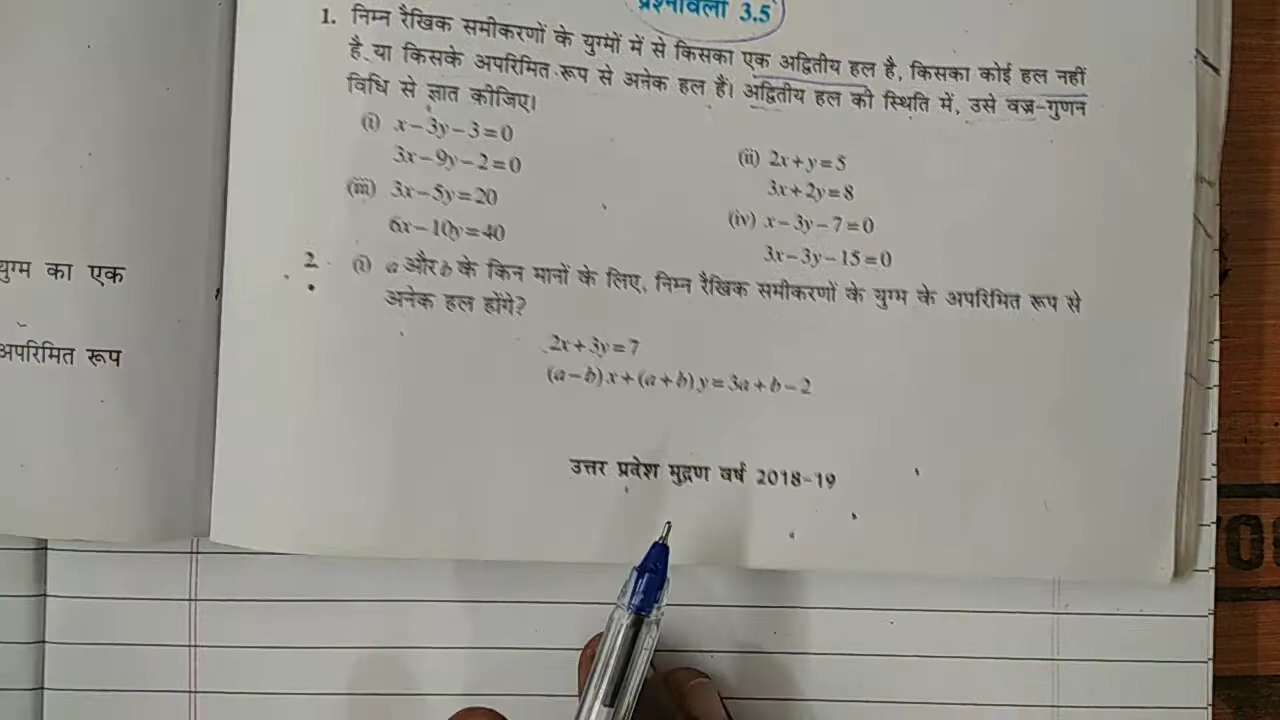 प्रश्नावली 3.5
1. निम्न रैखिक समीकरणों के युग्मों में से किसका एक अद्वितीय हल है, किसका कोई हल नहीं
है या किसके अपरिमित रूप से अनेक हल हैं। अद्वितीय हल की स्थिति में, उसे वज्र-गुणन
विधि से ज्ञात कीजिए।
(i) x-3y-3=0
3x-9y-2=0
(ii) 2x+y=5
3x+2y=8
(iii) 3x-5y=20
6x-10y=40
(iv) x-3y-7=0
3x-3y-15=0
2. (i) a और b के किन मानों के लिए, निम्न रैखिक समीकरणों के युग्म के अपरिमित रूप से
अनेक हल होंगे?
2x+3y=7
(a-b)x+(a+b)y=3a+b-2
उत्तर प्रदेश मुद्रण वर्ष 2018-19
युग्म का एक
अपरिमित रूप